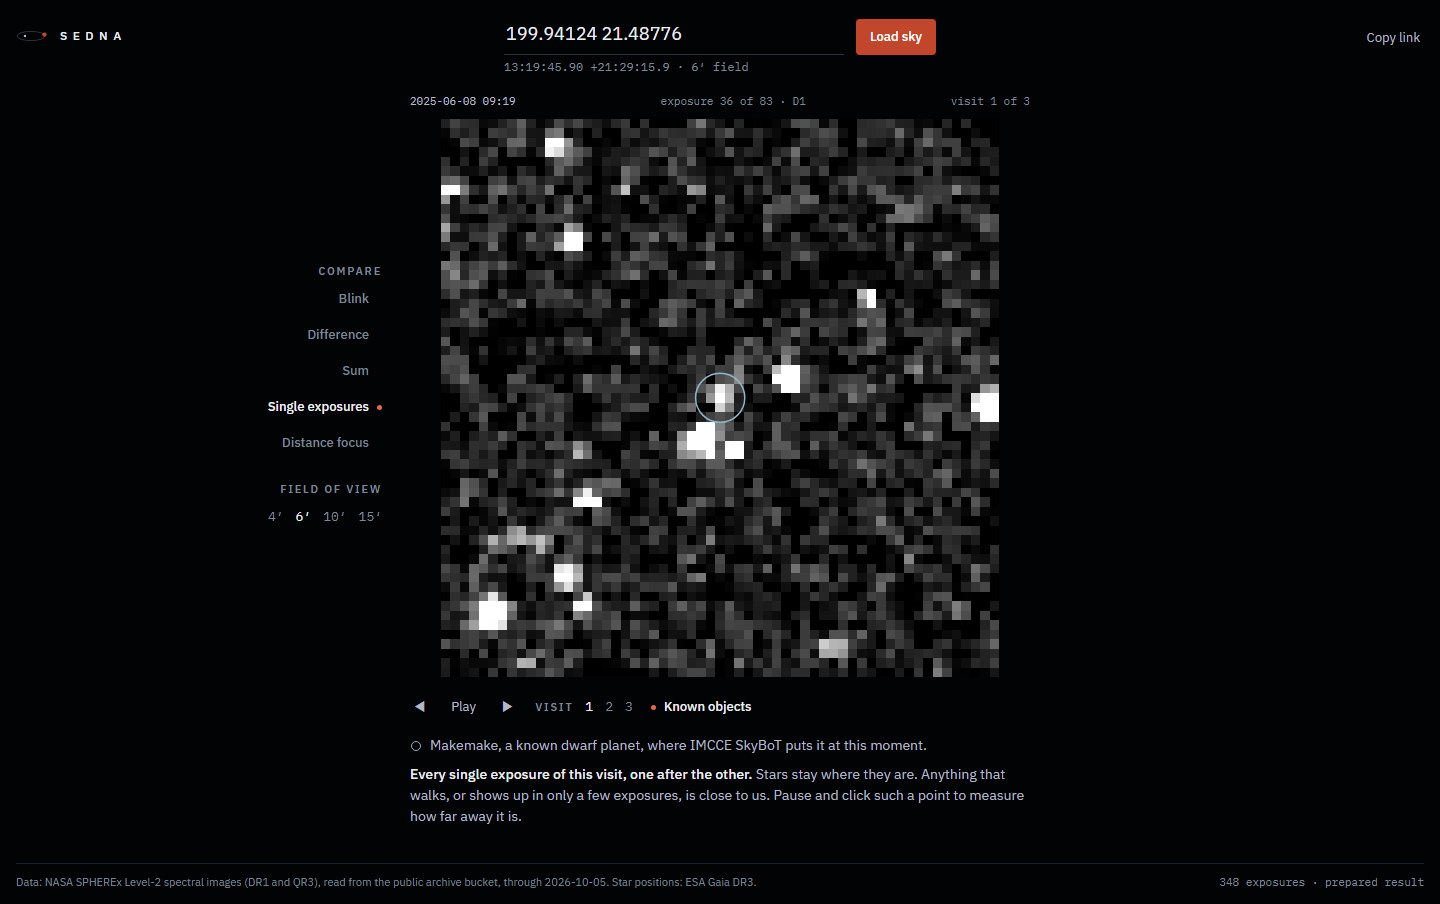 SEDNA
199.94124 21.48776
Load sky
Copy link
13:19:45.90 +21:29:15.9 · 6′ field
2025-06-08 09:19
exposure 36 of 83 · D1
visit 1 of 3
COMPARE
Blink
Difference
Sum
Single exposures
Distance focus
FIELD OF VIEW
4′ 6′ 10′ 15′
Play
VISIT 1 2 3
Known objects
Makemake, a known dwarf planet, where IMCCE SkyBoT puts it at this moment.
Every single exposure of this visit, one after the other. Stars stay where they are. Anything that
walks, or shows up in only a few exposures, is close to us. Pause and click such a point to measure
how far away it is.
Data: NASA SPHEREx Level-2 spectral images (DR1 and QR3), read from the public archive bucket, through 2026-10-05. Star positions: ESA Gaia DR3.
348 exposures · prepared result